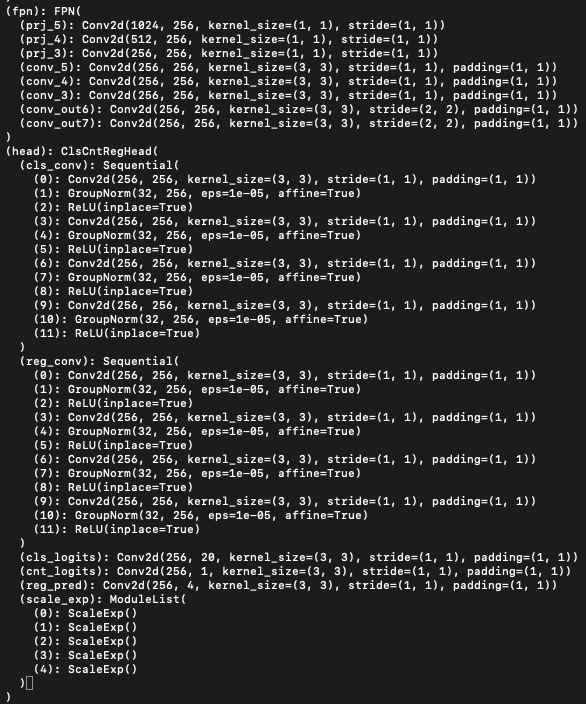 (fpn): FPN(
(prj_5): Conv2d(1024, 256, kernel_size=(1, 1), stride=(1, 1))
(prj_4): Conv2d(512, 256, kernel_size=(1, 1), stride=(1, 1))
(prj_3): Conv2d(256, 256, kernel_size=(1, 1), stride=(1, 1))
(conv_5): Conv2d(256, 256, kernel_size=(3, 3), stride=(1, 1), padding=(1, 1))
(conv_4): Conv2d(256, 256, kernel_size=(3, 3), stride=(1, 1), padding=(1, 1))
(conv_3): Conv2d(256, 256, kernel_size=(3, 3), stride=(1, 1), padding=(1, 1))
(conv_out6): Conv2d(256, 256, kernel_size=(3, 3), stride=(2, 2), padding=(1, 1))
(conv_out7): Conv2d(256, 256, kernel_size=(3, 3), stride=(2, 2), padding=(1, 1))
)
(head): ClsCntRegHead(
(cls_conv): Sequential(
(0): Conv2d(256, 256, kernel_size=(3, 3), stride=(1, 1), padding=(1, 1))
(1): GroupNorm(32, 256, eps=1e-05, affine=True)
(2): ReLU(inplace=True)
(3): Conv2d(256, 256, kernel_size=(3, 3), stride=(1, 1), padding=(1, 1))
(4): GroupNorm(32, 256, eps=1e-05, affine=True)
(5): ReLU(inplace=True)
(6): Conv2d(256, 256, kernel_size=(3, 3), stride=(1, 1), padding=(1, 1))
(7): GroupNorm(32, 256, eps=1e-05, affine=True)
(8): ReLU(inplace=True)
(9): Conv2d(256, 256, kernel_size=(3, 3), stride=(1, 1), padding=(1, 1))
(10): GroupNorm(32, 256, eps=1e-05, affine=True)
(11): ReLU(inplace=True)
)
(reg_conv): Sequential(
(0): Conv2d(256, 256, kernel_size=(3, 3), stride=(1, 1), padding=(1, 1))
(1): GroupNorm(32, 256, eps=1e-05, affine=True)
(2): ReLU(inplace=True)
(3): Conv2d(256, 256, kernel_size=(3, 3), stride=(1, 1), padding=(1, 1))
(4): GroupNorm(32, 256, eps=1e-05, affine=True)
(5): ReLU(inplace=True)
(6): Conv2d(256, 256, kernel_size=(3, 3), stride=(1, 1), padding=(1, 1))
(7): GroupNorm(32, 256, eps=1e-05, affine=True)
(8): ReLU(inplace=True)
(9): Conv2d(256, 256, kernel_size=(3, 3), stride=(1, 1), padding=(1, 1))
(10): GroupNorm(32, 256, eps=1e-05, affine=True)
(11): ReLU(inplace=True)
)
(cls_logits): Conv2d(256, 20, kernel_size=(3, 3), stride=(1, 1), padding=(1, 1))
(cnt_logits): Conv2d(256, 1, kernel_size=(3, 3), stride=(1, 1), padding=(1, 1))
(reg_pred): Conv2d(256, 4, kernel_size=(3, 3), stride=(1, 1), padding=(1, 1))
(scale_exp): ModuleList(
(0): ScaleExp()
(1): ScaleExp()
(2): ScaleExp()
(3): ScaleExp()
(4): ScaleExp()
)
)